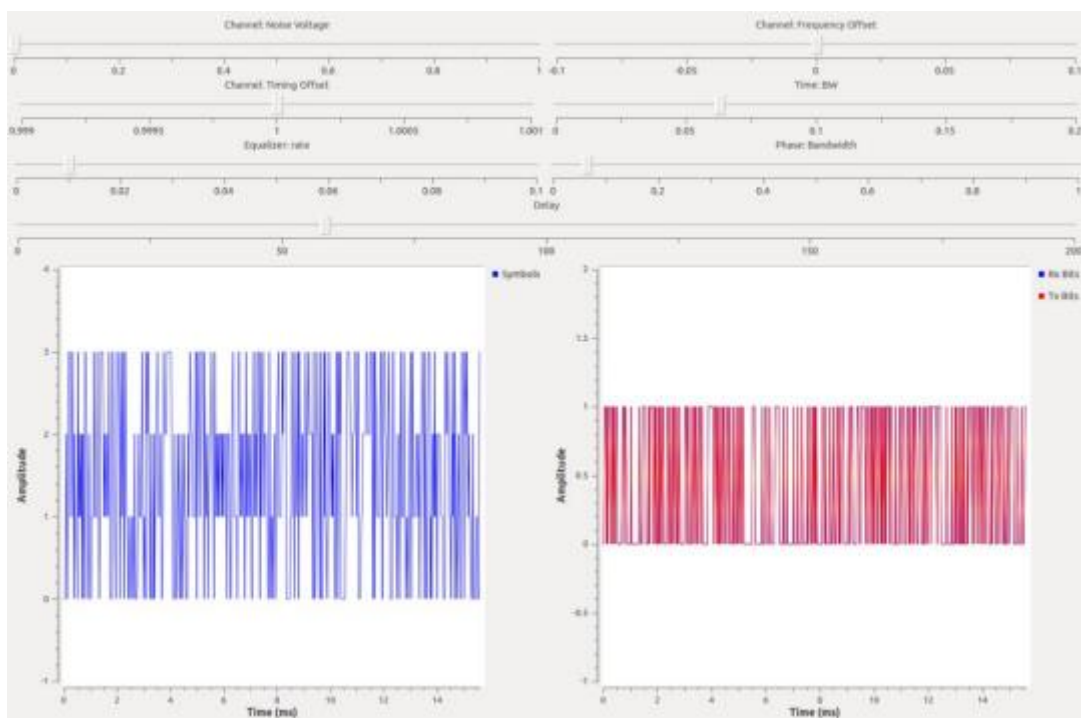 Channel: Noise Voltage
0 0.2 0.4 0.6 0.8 1
Channel: Frequency Offset
-0.1 -0.05 0 0.05 0.1
Channel: Timing Offset
0.999 0.9995 1 1.0005 1.001
Time: BW
0 0.05 0.1 0.15 0.2
Equalizer: rate
0 0.02 0.04 0.06 0.08 0.1
Phase: Bandwidth
0 0.2 0.4 0.6 0.8 1
Delay
0 50 100 150 200
Symbols
4
3
2
1
0
-1
Amplitude
0 2 4 6 8 10 12 14
Time (ms)
Rx Bits
Tx Bits
1.5
1
0.5
0
-0.5
-1
Amplitude
0 2 4 6 8 10 12 14
Time (ms)